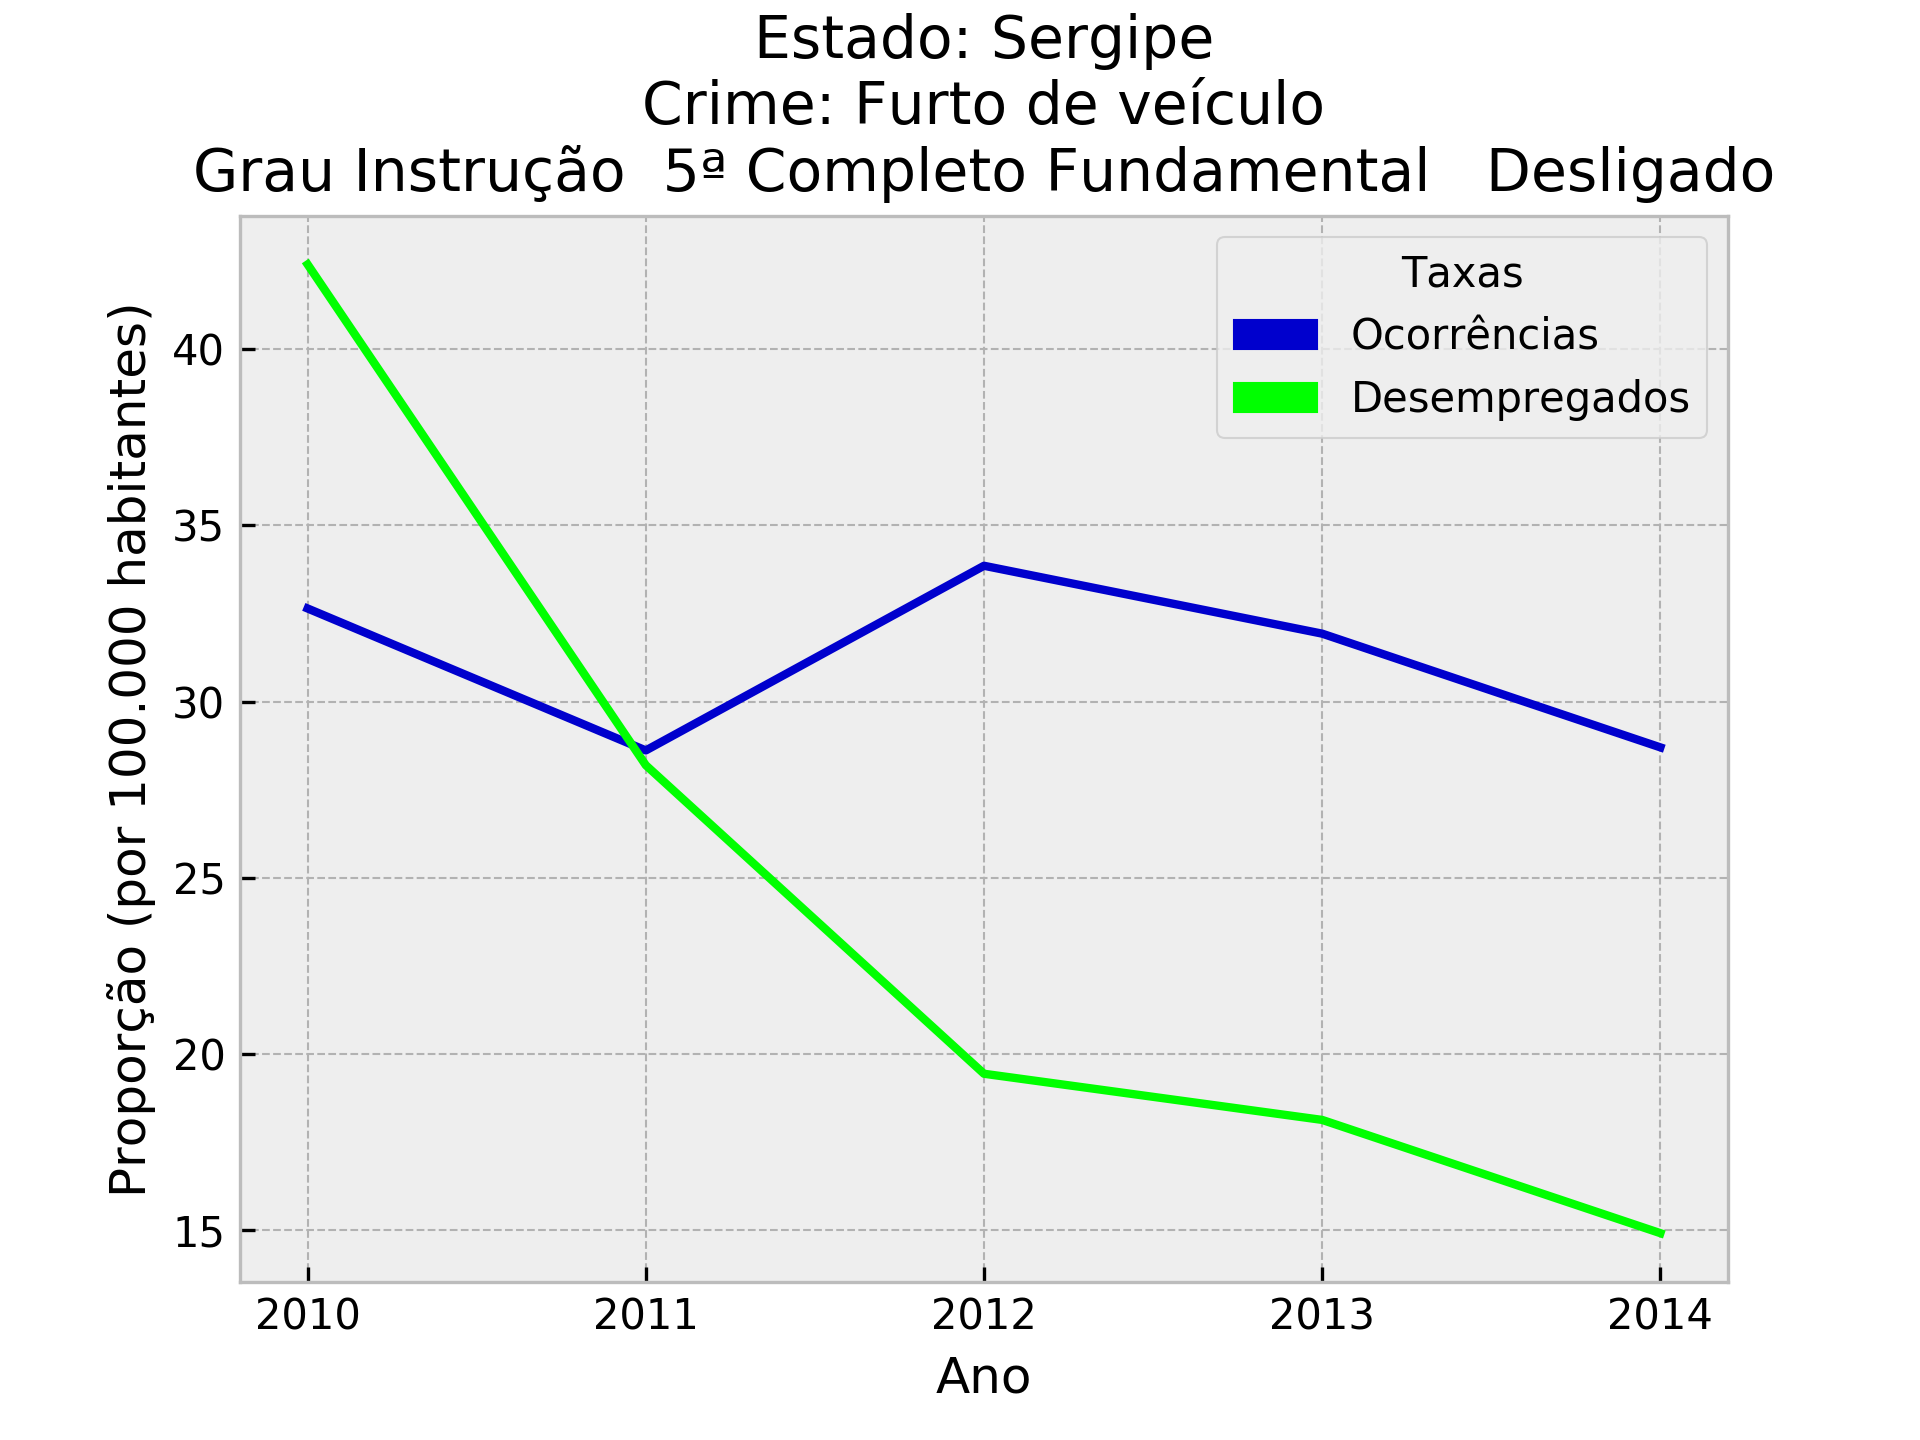 Estado: Sergipe
Crime: Furto de veículo
Grau Instrução  5ª Completo Fundamental   Desligado
Taxas
Ocorrências
Desempregados
Proporção (por 100.000 habitantes)
40
35
30
25
20
15
2010
2011
2012
2013
2014
Ano